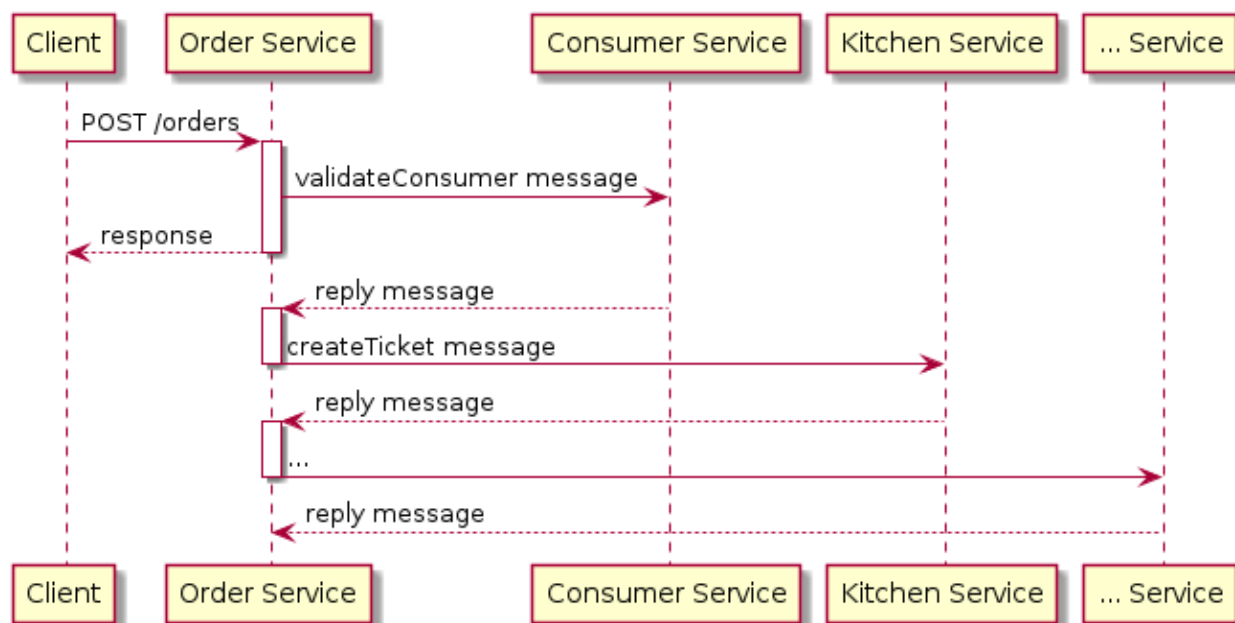 Client
Order Service
Consumer Service
Kitchen Service
... Service
POST /orders
validateConsumer message
response
reply message
createTicket message
reply message
...
reply message
Client
Order Service
Consumer Service
Kitchen Service
... Service